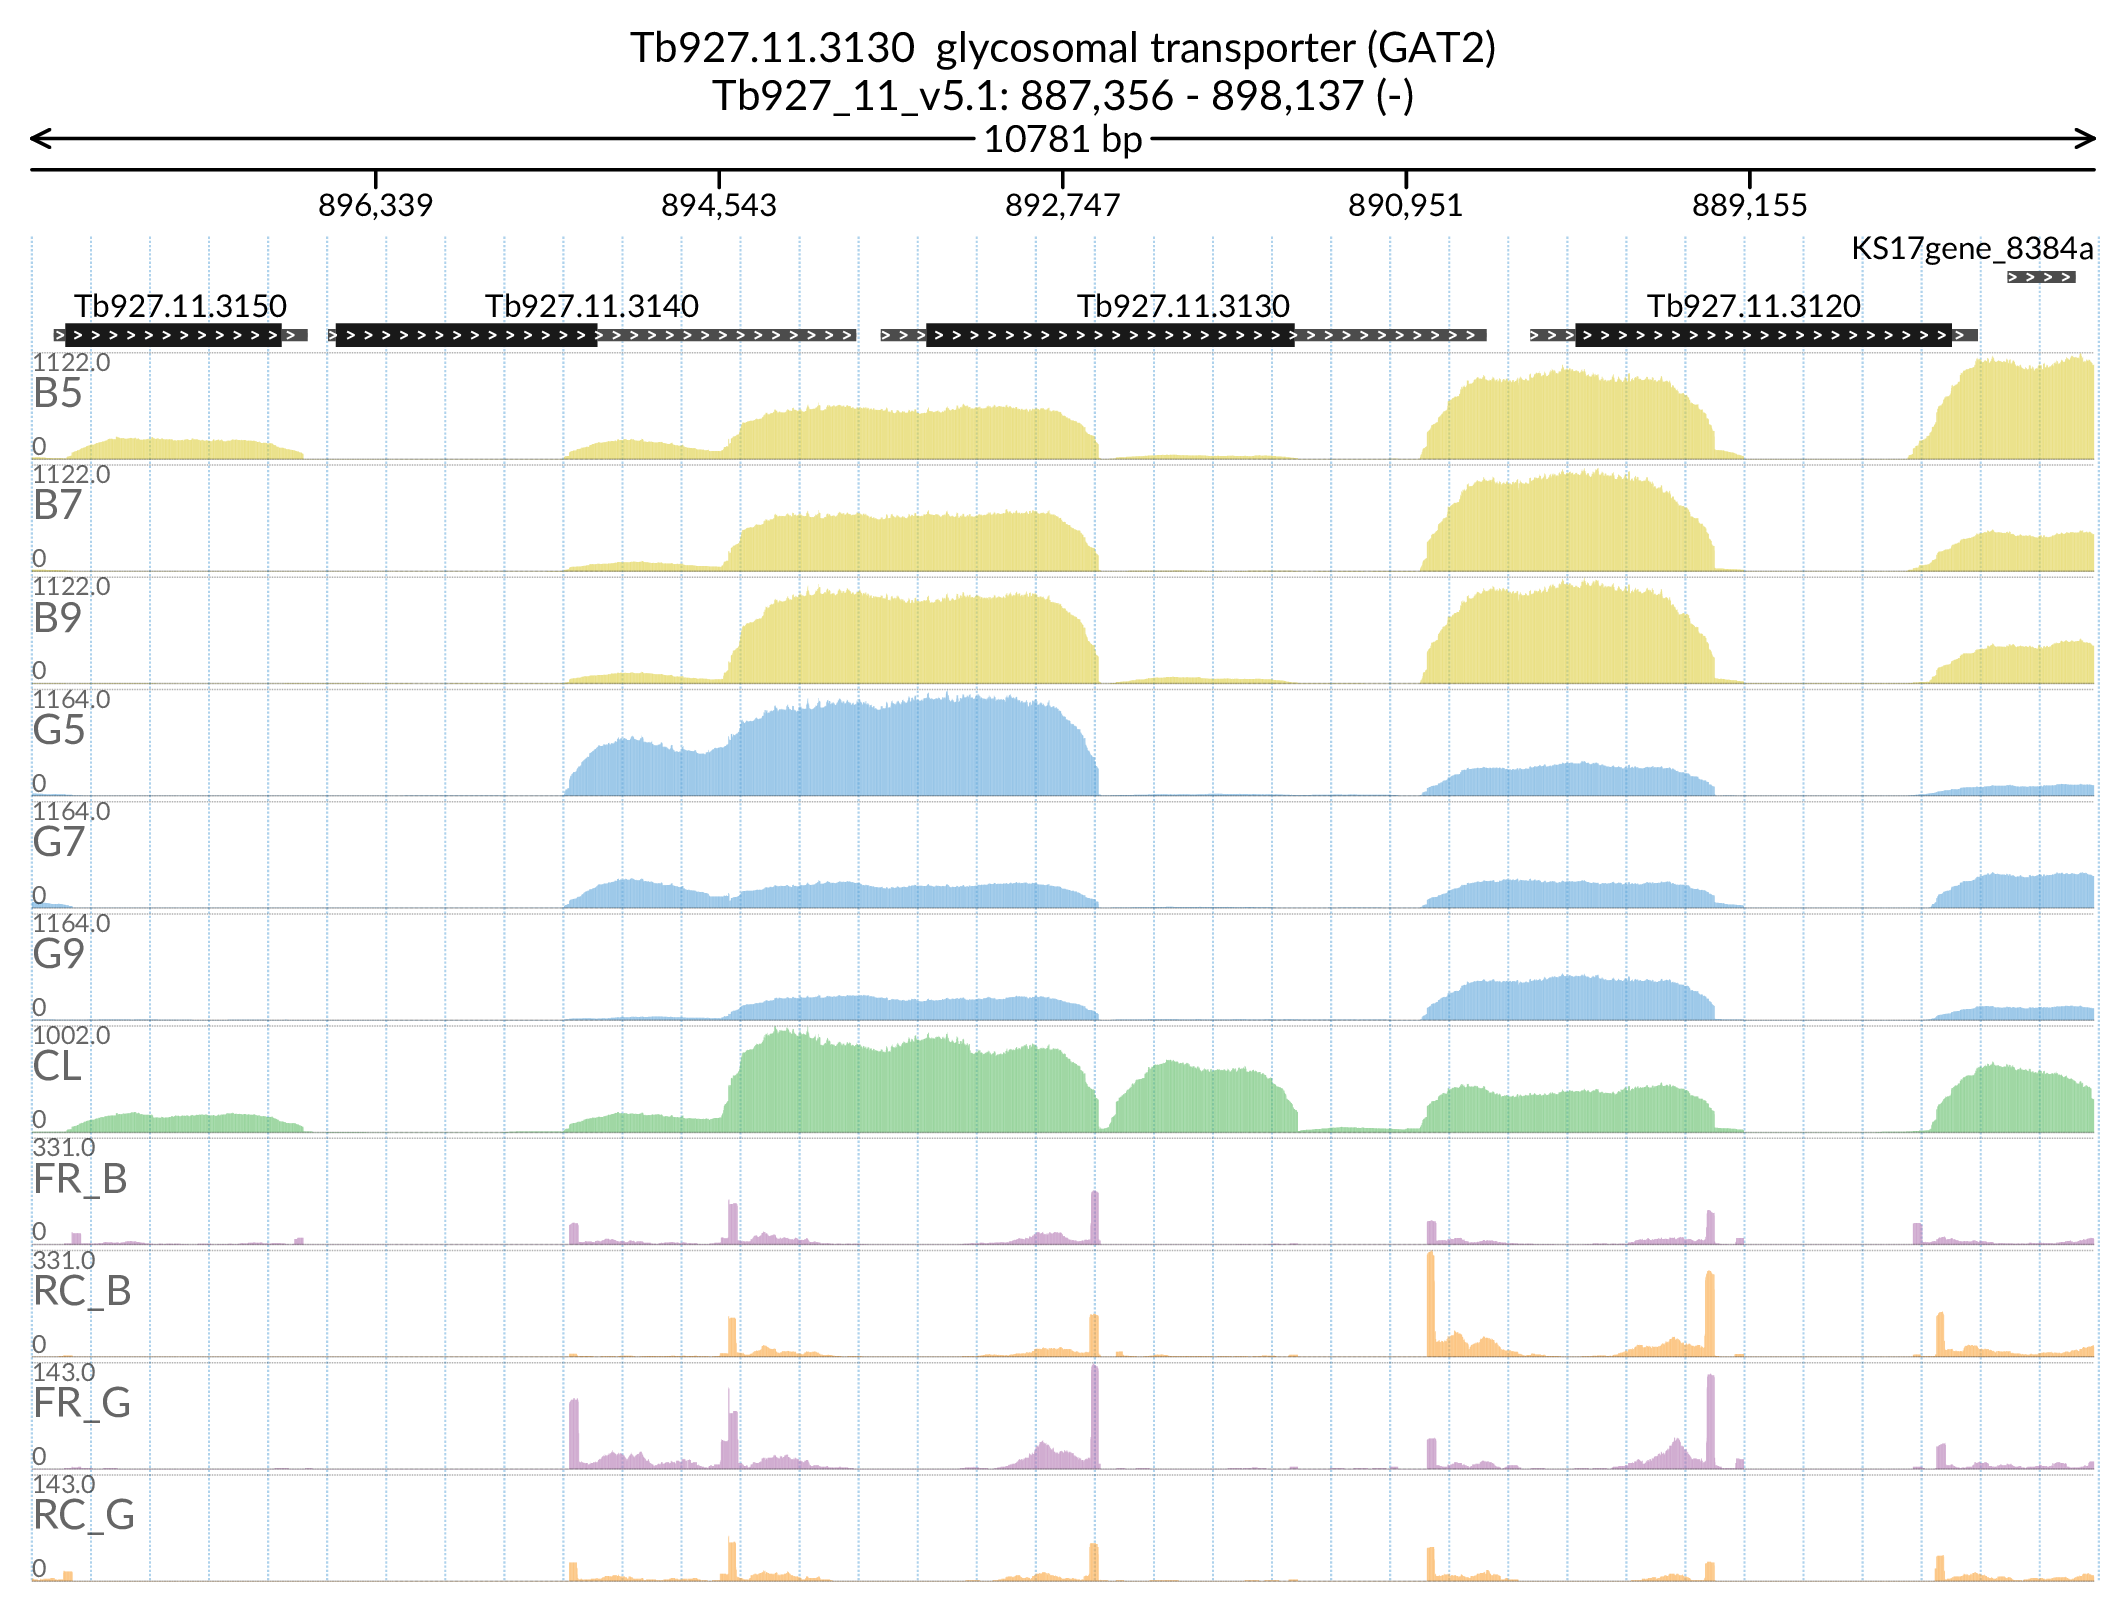 Tb927.11.3130  glycosomal transporter (GAT2)
Tb927_11_v5.1: 887,356 - 898,137 (-)
10781 bp
896,339 894,543 892,747 890,951 889,155
KS17gene_8384a
Tb927.11.3150 Tb927.11.3140 Tb927.11.3130 Tb927.11.3120
1122.0
B5
0
1122.0
B7
0
1122.0
B9
0
1164.0
G5
0
1164.0
G7
0
1164.0
G9
0
1002.0
CL
0
331.0
FR_B
0
331.0
RC_B
0
143.0
FR_G
0
143.0
RC_G
0